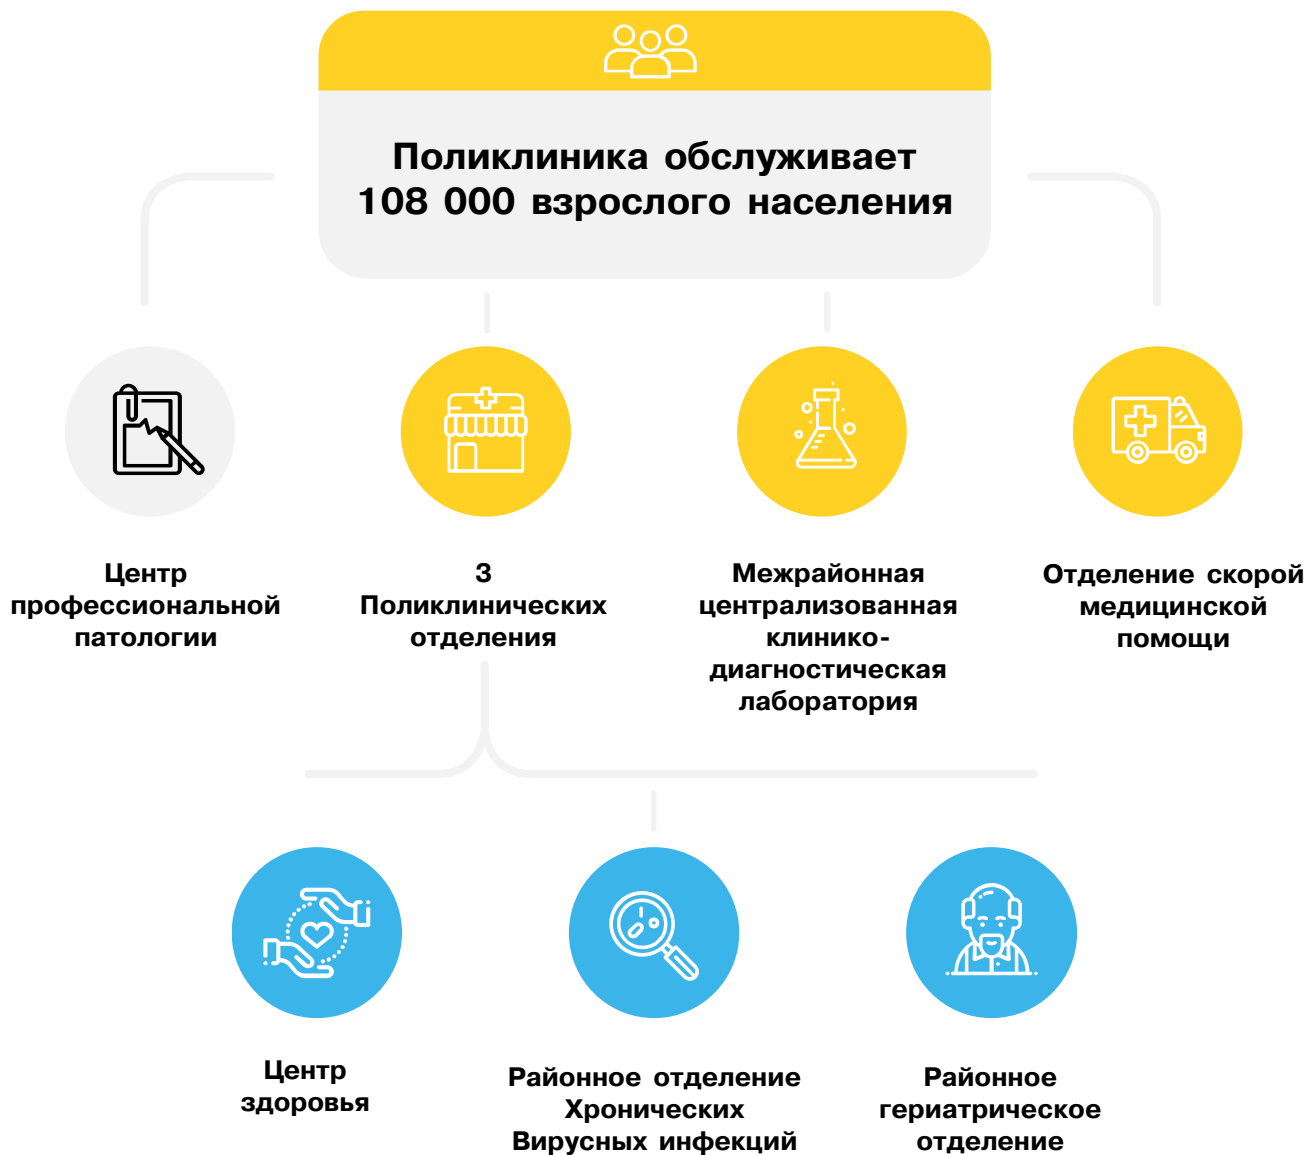 Поликлиника обслуживает
108 000 взрослого населения
Центр
профессиональной
патологии
3
Поликлинических
отделения
Межрайонная
централизованная
клинико-
диагностическая
лаборатория
Отделение скорой
медицинской
помощи
Центр
здоровья
Районное отделение
Хронических
Вирусных инфекций
Районное
гериатрическое
отделение